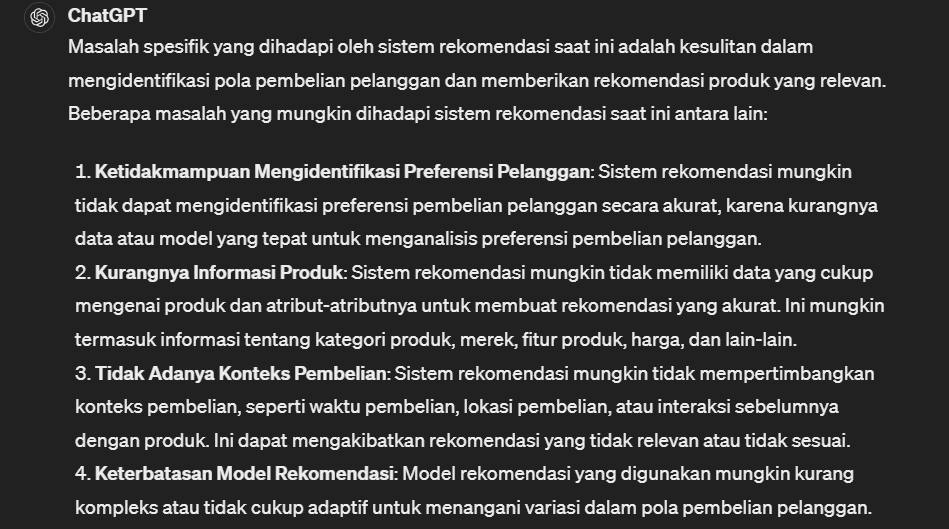 ChatGPT
Masalah spesifik yang dihadapi oleh sistem rekomendasi saat ini adalah kesulitan dalam
mengidentifikasi pola pembelian pelanggan dan memberikan rekomendasi produk yang relevan.
Beberapa masalah yang mungkin dihadapi sistem rekomendasi saat ini antara lain:
1. Ketidakmampuan Mengidentifikasi Preferensi Pelanggan: Sistem rekomendasi mungkin
tidak dapat mengidentifikasi preferensi pembelian pelanggan secara akurat, karena kurangnya
data atau model yang tepat untuk menganalisis preferensi pembelian pelanggan.
2. Kurangnya Informasi Produk: Sistem rekomendasi mungkin tidak memiliki data yang cukup
mengenai produk dan atribut-atributnya untuk membuat rekomendasi yang akurat. Ini mungkin
termasuk informasi tentang kategori produk, merek, fitur produk, harga, dan lain-lain.
3. Tidak Adanya Konteks Pembelian: Sistem rekomendasi mungkin tidak mempertimbangkan
konteks pembelian, seperti waktu pembelian, lokasi pembelian, atau interaksi sebelumnya
dengan produk. Ini dapat mengakibatkan rekomendasi yang tidak relevan atau tidak sesuai.
4. Keterbatasan Model Rekomendasi: Model rekomendasi yang digunakan mungkin kurang
kompleks atau tidak cukup adaptif untuk menangani variasi dalam pola pembelian pelanggan.